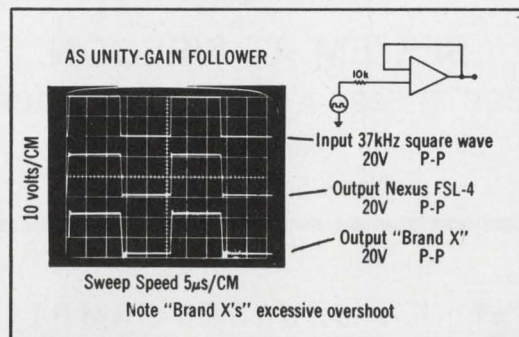 AS UNITY-GAIN FOLLOWER
10k
10 volts/CM
Input 37kHz square wave
20V P-P
Output Nexus FSL-4
20V P-P
Output "Brand X"
20V P-P
Sweep Speed 5µs/CM
Note "Brand X's" excessive overshoot